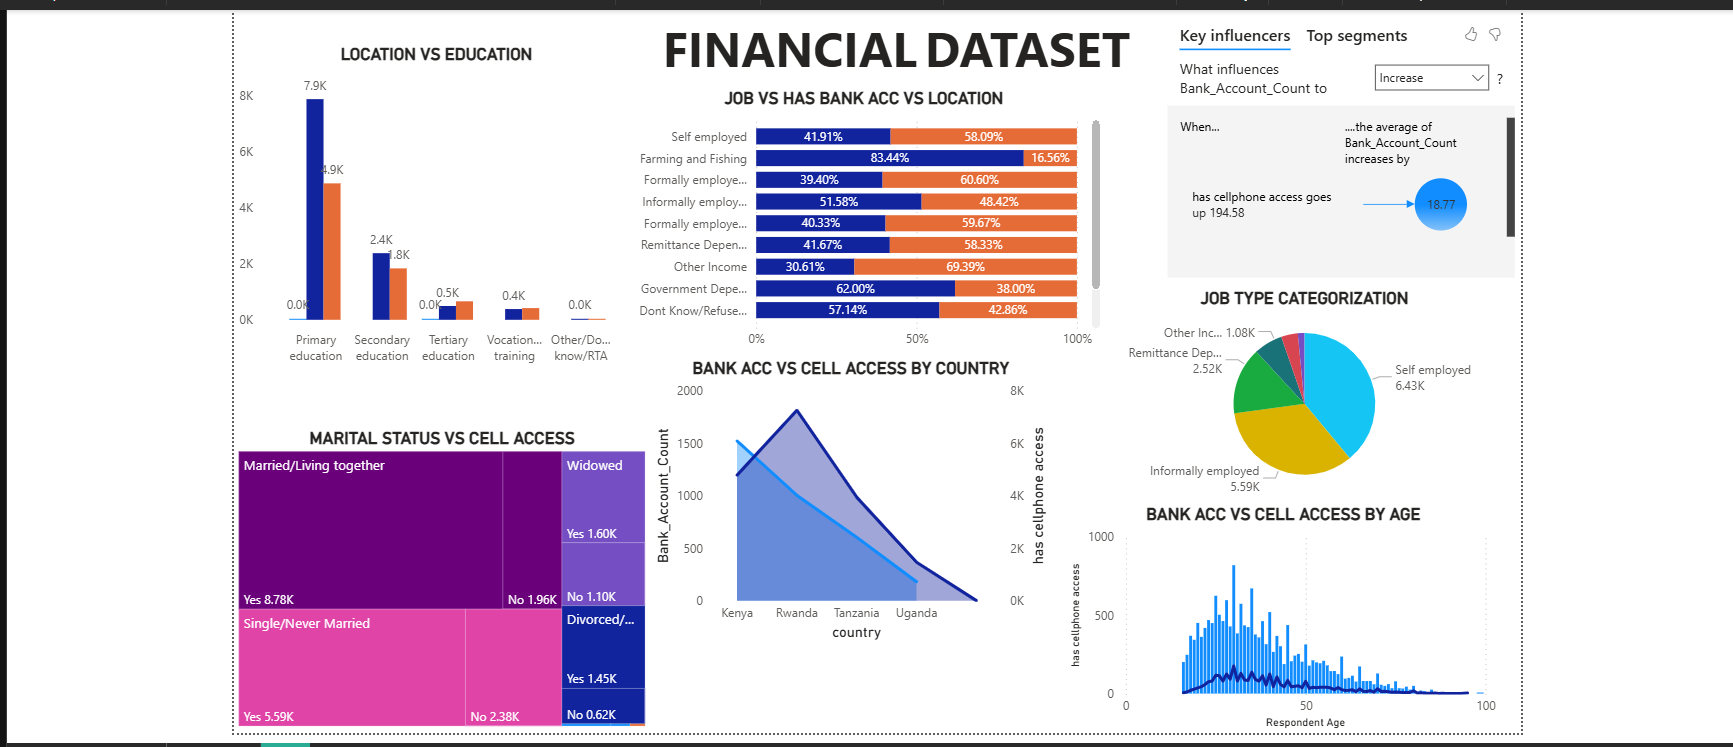 FINANCIAL DATASET
LOCATION VS EDUCATION
8K
6K
4K
2K
0K
0.0K
7.9K
4.9K
2.4K
1.8K
0.0K
0.5K
0.4K
0.0K
Primary
education
Secondary
education
Tertiary
education
Vocation...
training
Other/Do...
know/RTA
JOB VS HAS BANK ACC VS LOCATION
Self employed 41.91% 58.09%
Farming and Fishing 83.44% 16.56%
Formally employe... 39.40% 60.60%
Informally employ... 51.58% 48.42%
Formally employe... 40.33% 59.67%
Remittance Depen... 41.67% 58.33%
Other Income 30.61% 69.39%
Government Depe... 62.00% 38.00%
Dont Know/Refuse... 57.14% 42.86%
0% 50% 100%
Key influencers Top segments
What influences
Bank_Account_Count to
Increase
?
When...
....the average of
Bank_Account_Count
increases by
has cellphone access goes
up 194.58
18.77
JOB TYPE CATEGORIZATION
Other Inc... 1.08K
Remittance Dep...
2.52K
Self employed
6.43K
Informally employed
5.59K
MARITAL STATUS VS CELL ACCESS
Married/Living together
Yes 8.78K
No 1.96K
Single/Never Married
Yes 5.59K
No 2.38K
Widowed
Yes 1.60K
No 1.10K
Divorced/...
Yes 1.45K
No 0.62K
BANK ACC VS CELL ACCESS BY COUNTRY
2000
1500
1000
500
0
Bank_Account_Count
8K
6K
4K
2K
0K
has cellphone access
Kenya Rwanda Tanzania Uganda
country
BANK ACC VS CELL ACCESS BY AGE
1000
500
0
has cellphone access
0 50 100
Respondent Age